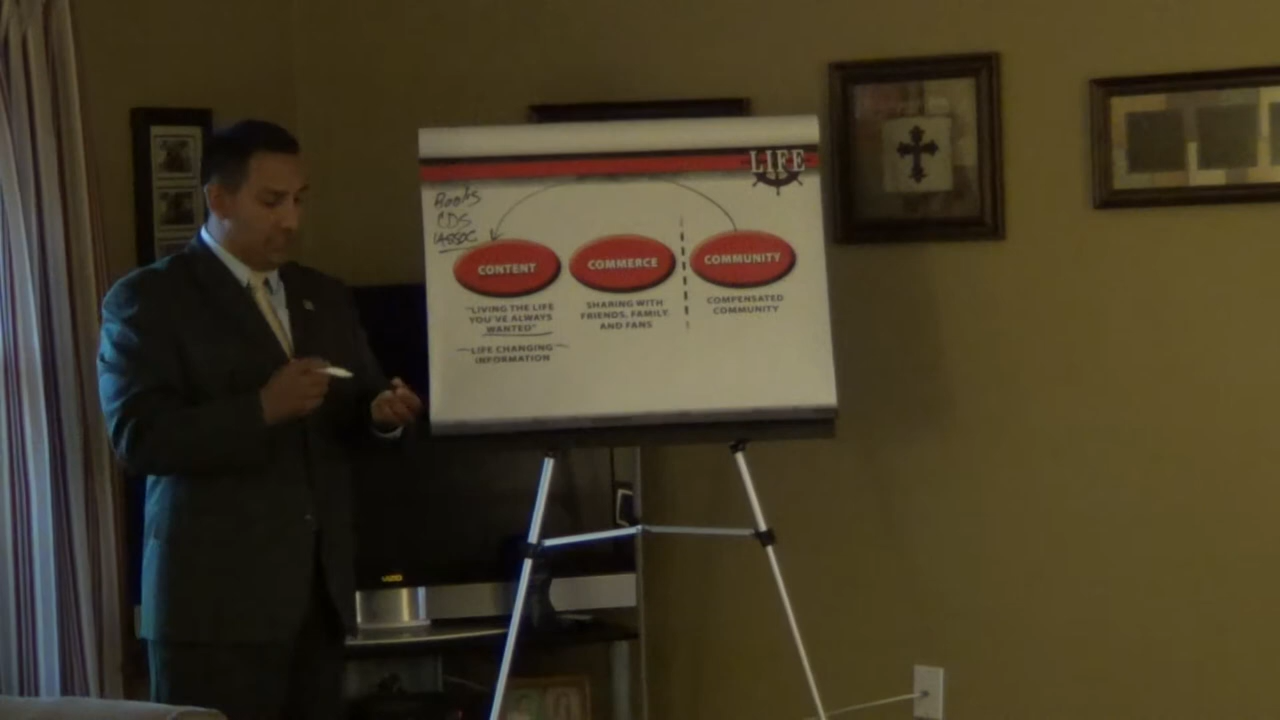 LIFE
Books
CDS
CONTENT
COMMERCE
COMMUNITY
"LIVING THE LIFE
YOU'VE ALWAYS
WANTED"
LIFE CHANGING
INFORMATION
SHARING WITH
FRIENDS, FAMILY,
AND FANS
COMPENSATED
COMMUNITY
VIZIO